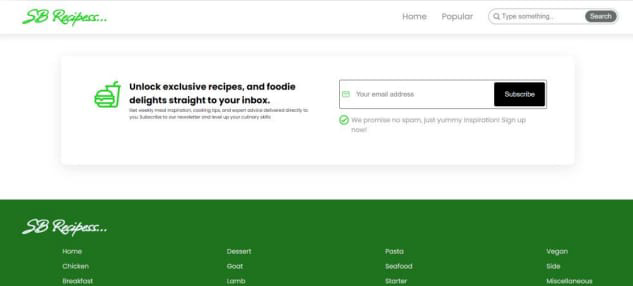 SB Recipess...
Home Popular Type something.. Search
Unlock exclusive recipes, and foodie
delights straight to your inbox.
Get weekly meal inspiration, cooking tips, and expert advice delivered directly to
you. Subscribe to our newsletter and level up your culinary skills
Your email address Subscribe
We promise no spam, just yummy inspiration! Sign up
now!
SB Recipess...
Home Dessert Pasta Vegan
Chicken Goat Seafood Side
Breakfast Lamb Starter Miscellaneous